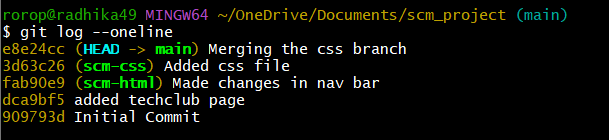 rorop@radhika49 MINGW64 ~/OneDrive/Documents/scm_project (main)
$ git log --oneline
e8e24cc (HEAD -> main) Merging the css branch
3d63c26 (scm-css) Added css file
fab90e9 (scm-html) Made changes in nav bar
dca9bf5 added techclub page
909793d Initial Commit